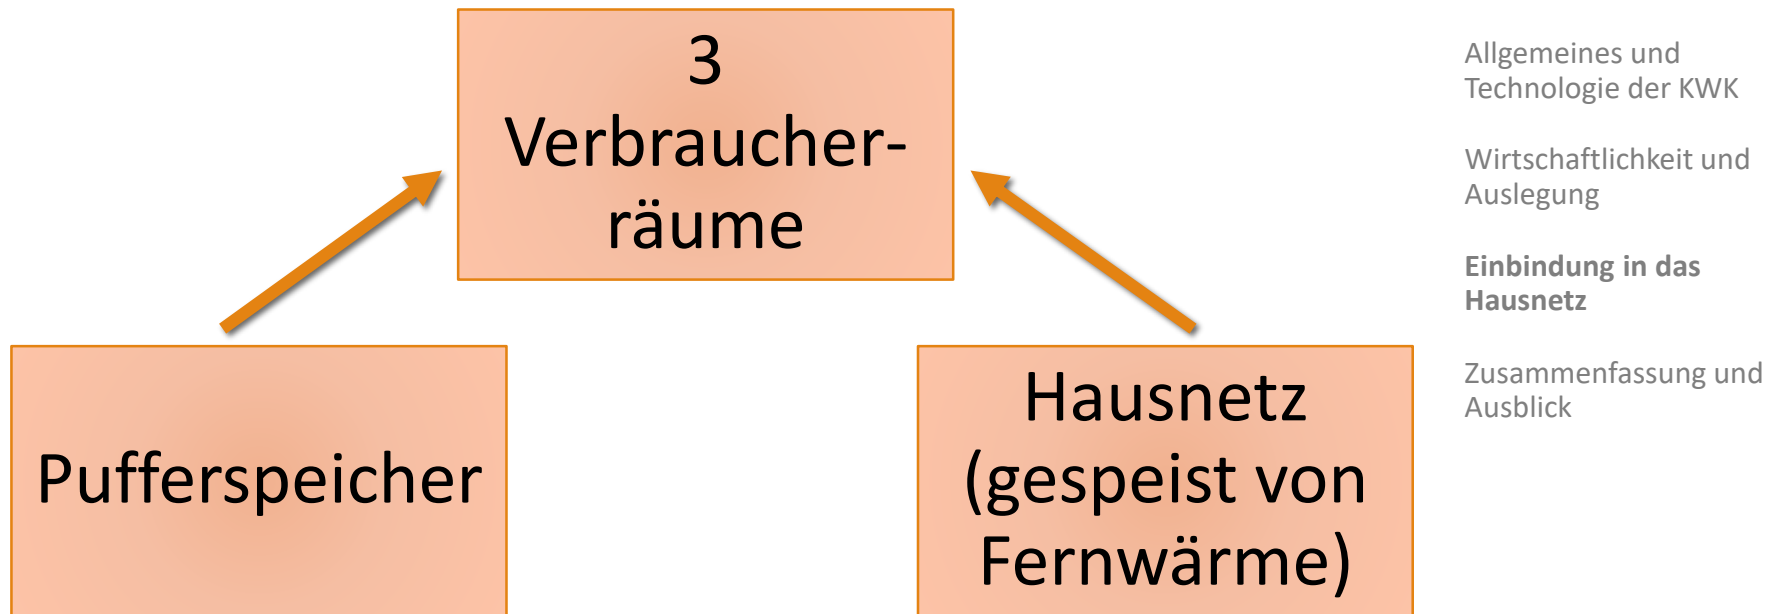 3
Verbraucher-
räume
Pufferspeicher
Hausnetz
(gespeist von
Fernwärme)
Allgemeines und
Technologie der KWK
Wirtschaftlichkeit und
Auslegung
Einbindung in das
Hausnetz
Zusammenfassung und
Ausblick